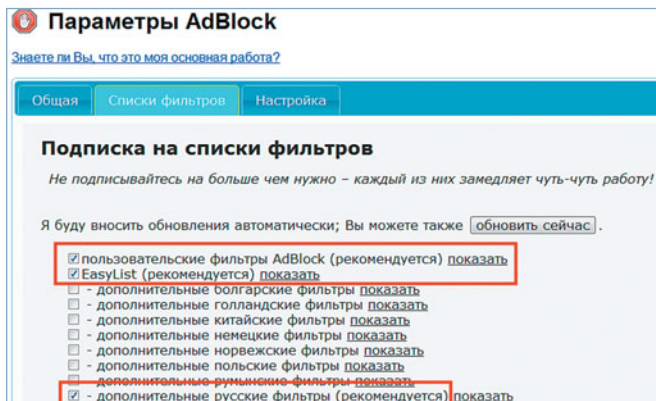 Параметры AdBlock
Знаете ли Вы, что это моя основная работа?
Общая Списки фильтров Настройка
Подписка на списки фильтров
Не подписывайтесь на больше чем нужно – каждый из них замедляет чуть-чуть работу!
Я буду вносить обновления автоматически; Вы можете также обновить сейчас .
пользовательские фильтры AdBlock (рекомендуется) показать
EasyList (рекомендуется) показать
- дополнительные болгарские фильтры показать
- дополнительные голландские фильтры показать
- дополнительные китайские фильтры показать
- дополнительные немецкие фильтры показать
- дополнительные норвежские фильтры показать
- дополнительные польские фильтры показать
- дополнительные румынские фильтры показать
- дополнительные русские фильтры (рекомендуется) показать